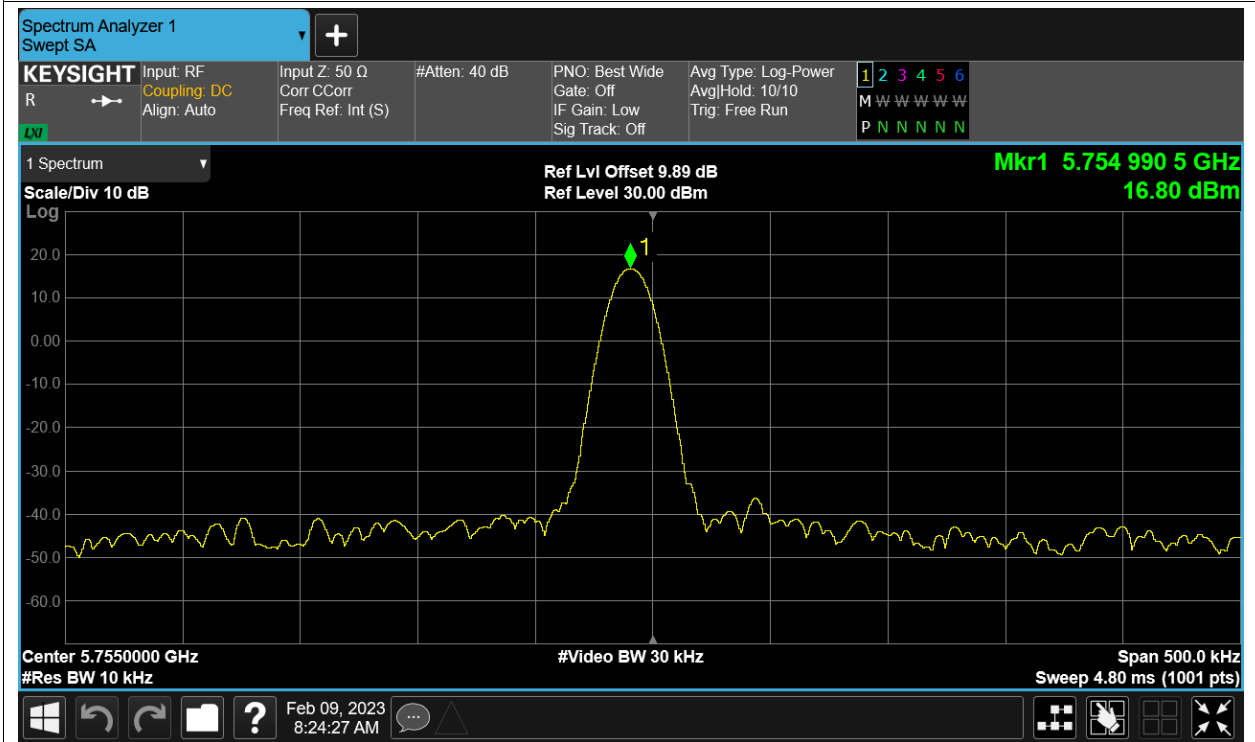 Spectrum Analyzer 1
Swept SA
+
KEYSIGHT
R
LXI
Input: RF
Coupling: DC
Align: Auto
Input Z: 50 Ω
Corr CCorr
Freq Ref: Int (S)
#Atten: 40 dB
PNO: Best Wide
Gate: Off
IF Gain: Low
Sig Track: Off
Avg Type: Log-Power
Avg|Hold: 10/10
Trig: Free Run
1 2 3 4 5 6
M W W W W W
P N N N N N
1 Spectrum
Scale/Div 10 dB
Log
Ref Lvl Offset 9.89 dB
Ref Level 30.00 dBm
Mkr1 5.754 990 5 GHz
16.80 dBm
1
20.0
10.0
0.00
-10.0
-20.0
-30.0
-40.0
-50.0
-60.0
Center 5.7550000 GHz
#Res BW 10 kHz
#Video BW 30 kHz
Span 500.0 kHz
Sweep 4.80 ms (1001 pts)
?
Feb 09, 2023
8:24:27 AM